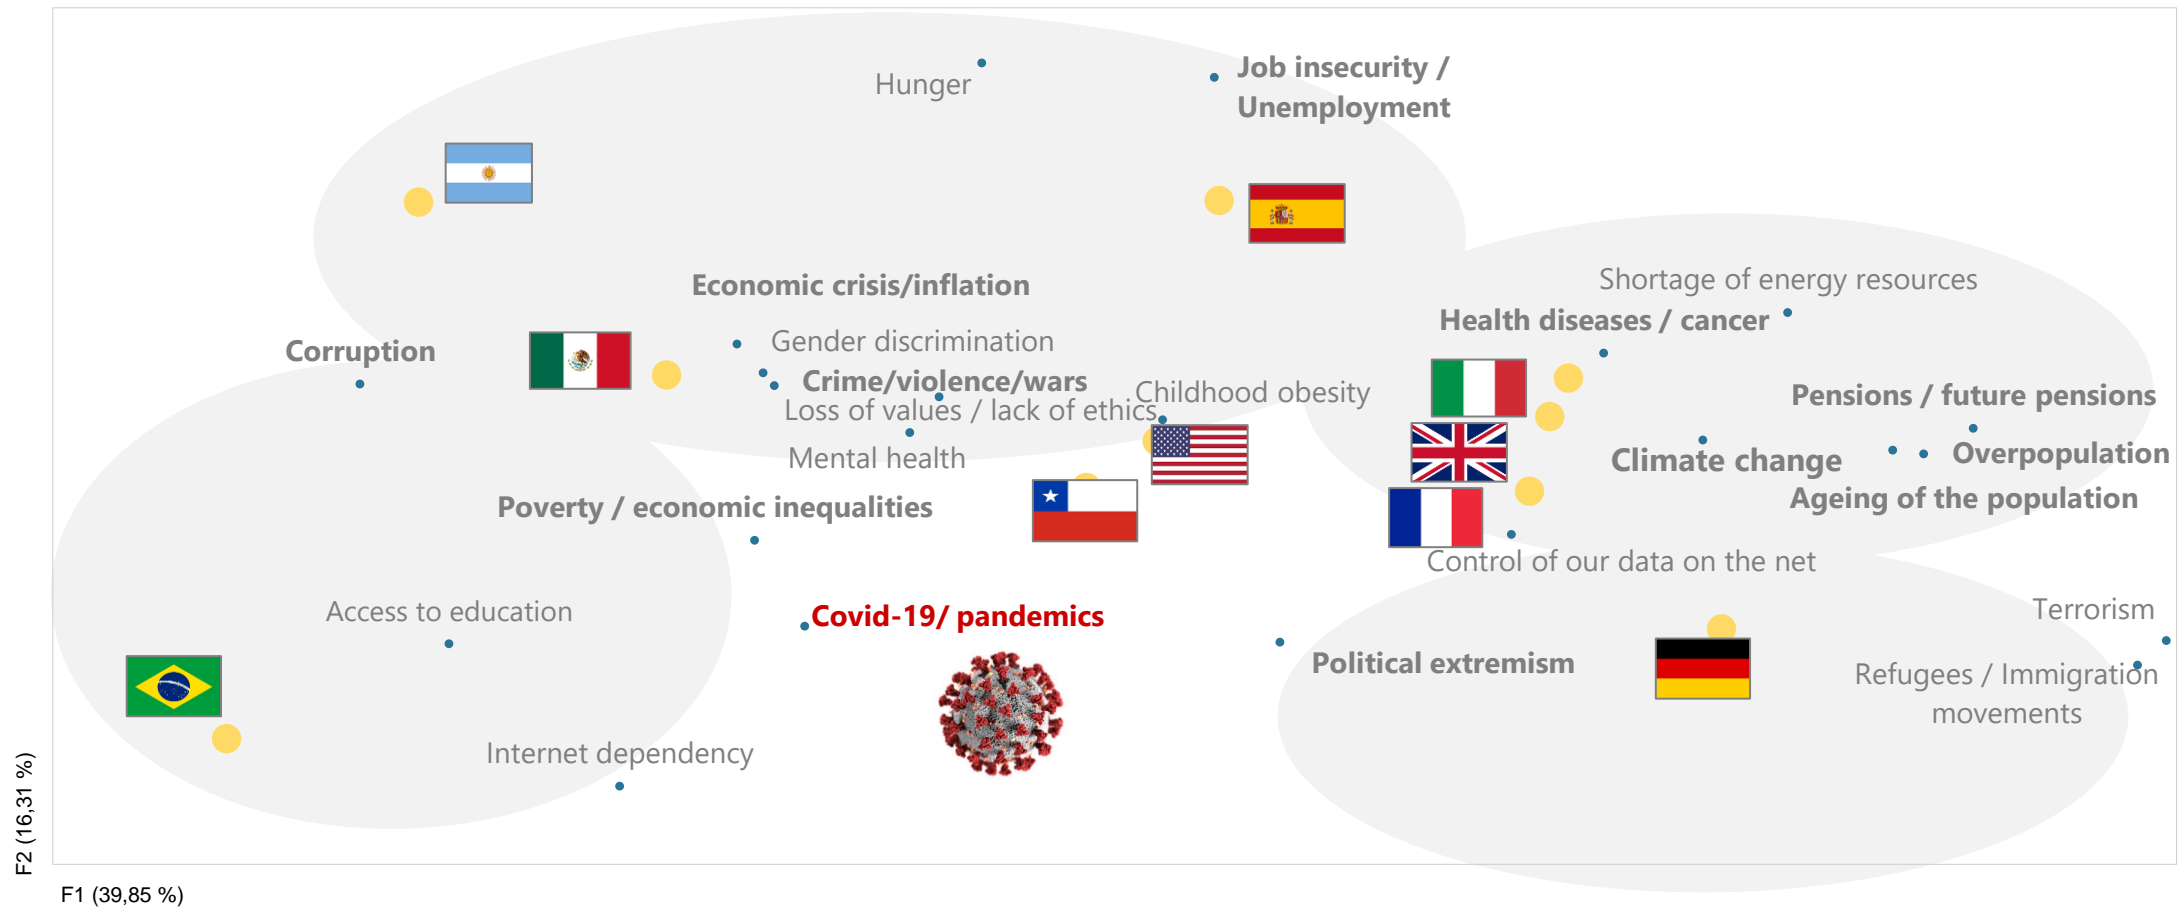 Hunger
Job insecurity /
Unemployment
Economic crisis/inflation
Shortage of energy resources
Health diseases / cancer
Corruption
Gender discrimination
Crime/violence/wars
Childhood obesity
Pensions / future pensions
Loss of values / lack of ethics
Mental health
Climate change
Overpopulation
Poverty / economic inequalities
Ageing of the population
Control of our data on the net
Access to education
Covid-19/ pandemics
Terrorism
Political extremism
Refugees / Immigration
movements
Internet dependency
F2 (16,31 %)
F1 (39,85 %)